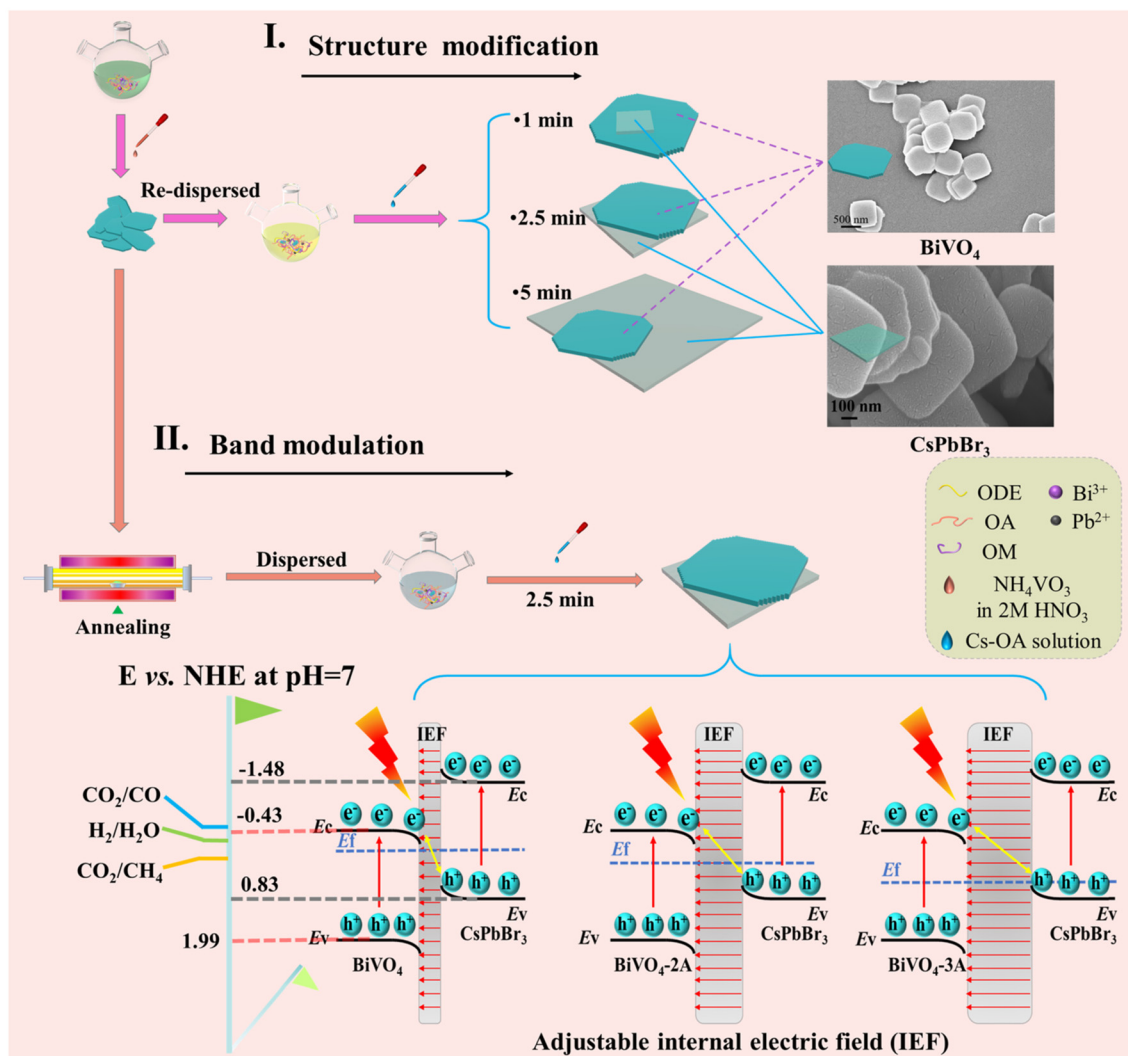 I. Structure modification
•1 min
Re-dispersed
•2.5 min
500 nm
BiVO₄
•5 min
100 nm
CsPbBr₃
II. Band modulation
ODE
Bi³⁺
OA
Pb²⁺
OM
NH₄VO₃
in 2M HNO₃
Cs-OA solution
Dispersed
2.5 min
Annealing
E vs. NHE at pH=7
-1.48
CO₂/CO
-0.43
H₂/H₂O
CO₂/CH₄
0.83
1.99
IEF
e⁻ e⁻ e⁻
Ec
e⁻ e⁻ e⁻
Ec
Ef
h⁺ h⁺ h⁺
Ev
CsPbBr₃
h⁺ h⁺ h⁺
Ev
BiVO₄
IEF
e⁻ e⁻ e⁻
Ec
e⁻ e⁻ e⁻
Ec
Ef
h⁺ h⁺ h⁺
Ev
CsPbBr₃
h⁺ h⁺ h⁺
Ev
BiVO₄-2A
IEF
e⁻ e⁻ e⁻
Ec
e⁻ e⁻ e⁻
Ec
Ef
h⁺ h⁺ h⁺
Ev
CsPbBr₃
h⁺ h⁺ h⁺
Ev
BiVO₄-3A
Adjustable internal electric field (IEF)